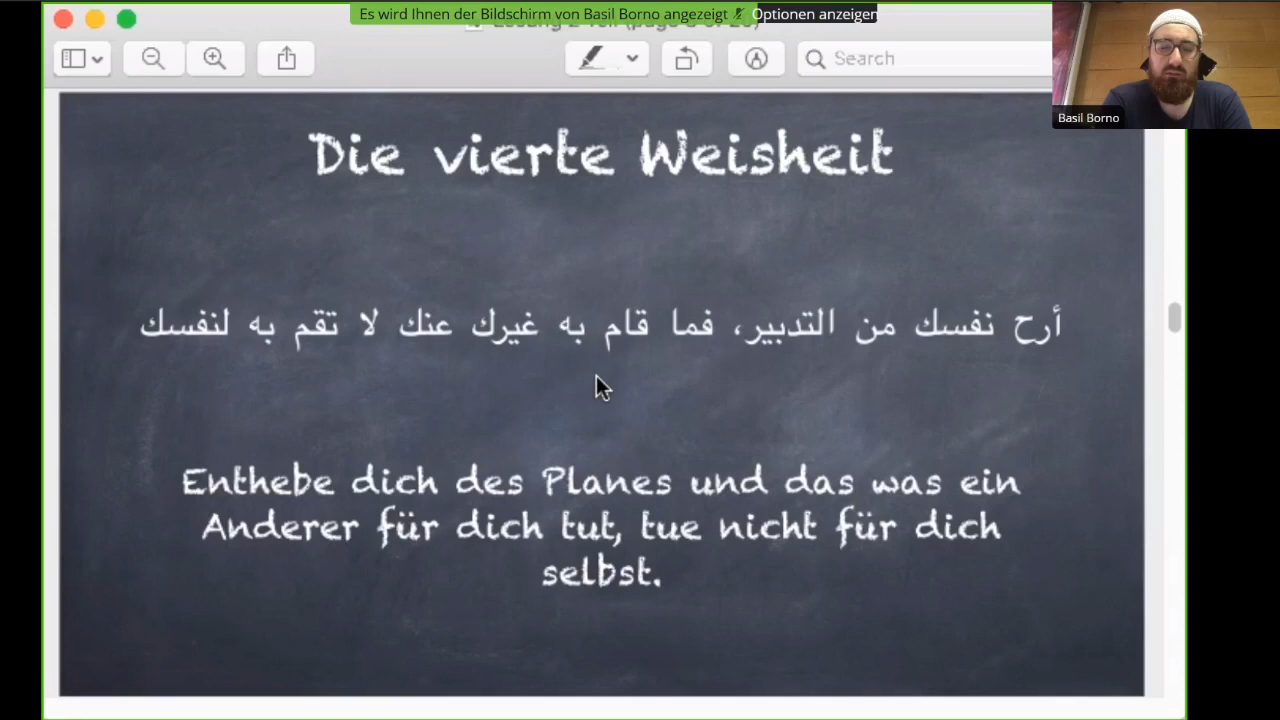 Es wird Ihnen der Bildschirm von Basil Borno angezeigt
Optionen anzeigen
Search
Basil Borno
Die vierte Weisheit
أرح نفسك من التدبير، فما قام به غيرك عنك لا تقم به لنفسك
Enthebe dich des Planes und das was ein
Anderer für dich tut, tue nicht für dich
selbst.